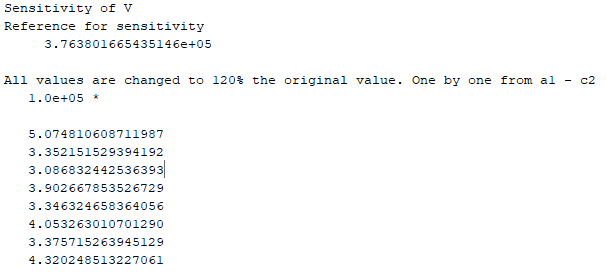 Sensitivity of V
Reference for sensitivity
3.763801665435146e+05
All values are changed to 120% the original value. One by one from a1 - c2
1.0e+05 *
5.074810608711987
3.352151529394192
3.086832442536393
3.902667853526729
3.346324658364056
4.053263010701290
3.375715263945129
4.320248513227061